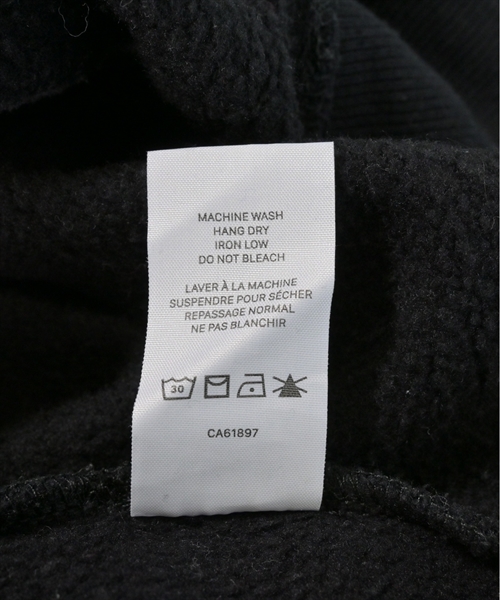 MACHINE WASH
HANG DRY
IRON LOW
DO NOT BLEACH
LAVER À LA MACHINE
SUSPENDRE POUR SÉCHER
REPASSAGE NORMAL
NE PAS BLANCHIR
30
CA61897